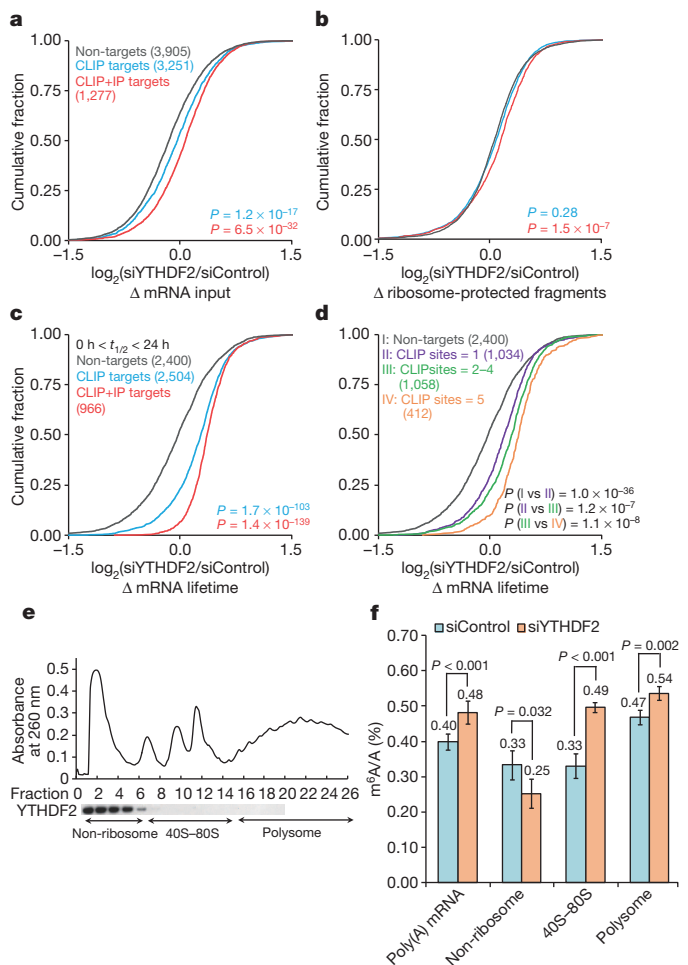 a
1.00
0.75
0.50
0.25
0.00
Cumulative fraction
Non-targets (3,905)
CLIP targets (3,251)
CLIP+IP targets
(1,277)
P = 1.2 × 10⁻¹⁷
P = 6.5 × 10⁻³²
−1.5 0.0 1.5
log₂(siYTHDF2/siControl)
Δ mRNA input
b
1.00
0.75
0.50
0.25
0.00
Cumulative fraction
P = 0.28
P = 1.5 × 10⁻⁷
−1.5 0.0 1.5
log₂(siYTHDF2/siControl)
Δ ribosome-protected fragments
c
1.00
0.75
0.50
0.25
0.00
Cumulative fraction
0 h < t₁/₂ < 24 h
Non-targets (2,400)
CLIP targets (2,504)
CLIP+IP targets
(966)
P = 1.7 × 10⁻¹⁰³
P = 1.4 × 10⁻¹³⁹
−1.5 0.0 1.5
log₂(siYTHDF2/siControl)
Δ mRNA lifetime
d
1.00
0.75
0.50
0.25
0.00
Cumulative fraction
I: Non-targets (2,400)
II: CLIP sites = 1 (1,034)
III: CLIPsites = 2–4
(1,058)
IV: CLIP sites = 5
(412)
P (I vs II) = 1.0 × 10⁻³⁶
P (II vs III) = 1.2 × 10⁻⁷
P (III vs IV) = 1.1 × 10⁻⁸
−1.5 0.0 1.5
log₂(siYTHDF2/siControl)
Δ mRNA lifetime
e
Absorbance
at 260 nm
0.5
0.4
0.3
0.2
0.1
0
Fraction 0 2 4 6 8 10 12 14 16 18 20 22 24 26
YTHDF2
Non-ribosome 40S–80S Polysome
f
siControl siYTHDF2
m⁶A/A (%)
0.70
0.60
0.50
0.40
0.30
0.20
0.10
0.00
P < 0.001
0.40
0.48
P = 0.032
0.33
0.25
P < 0.001
0.33
0.49
P = 0.002
0.47
0.54
Poly(A) mRNA
Non-ribosome
40S–80S
Polysome